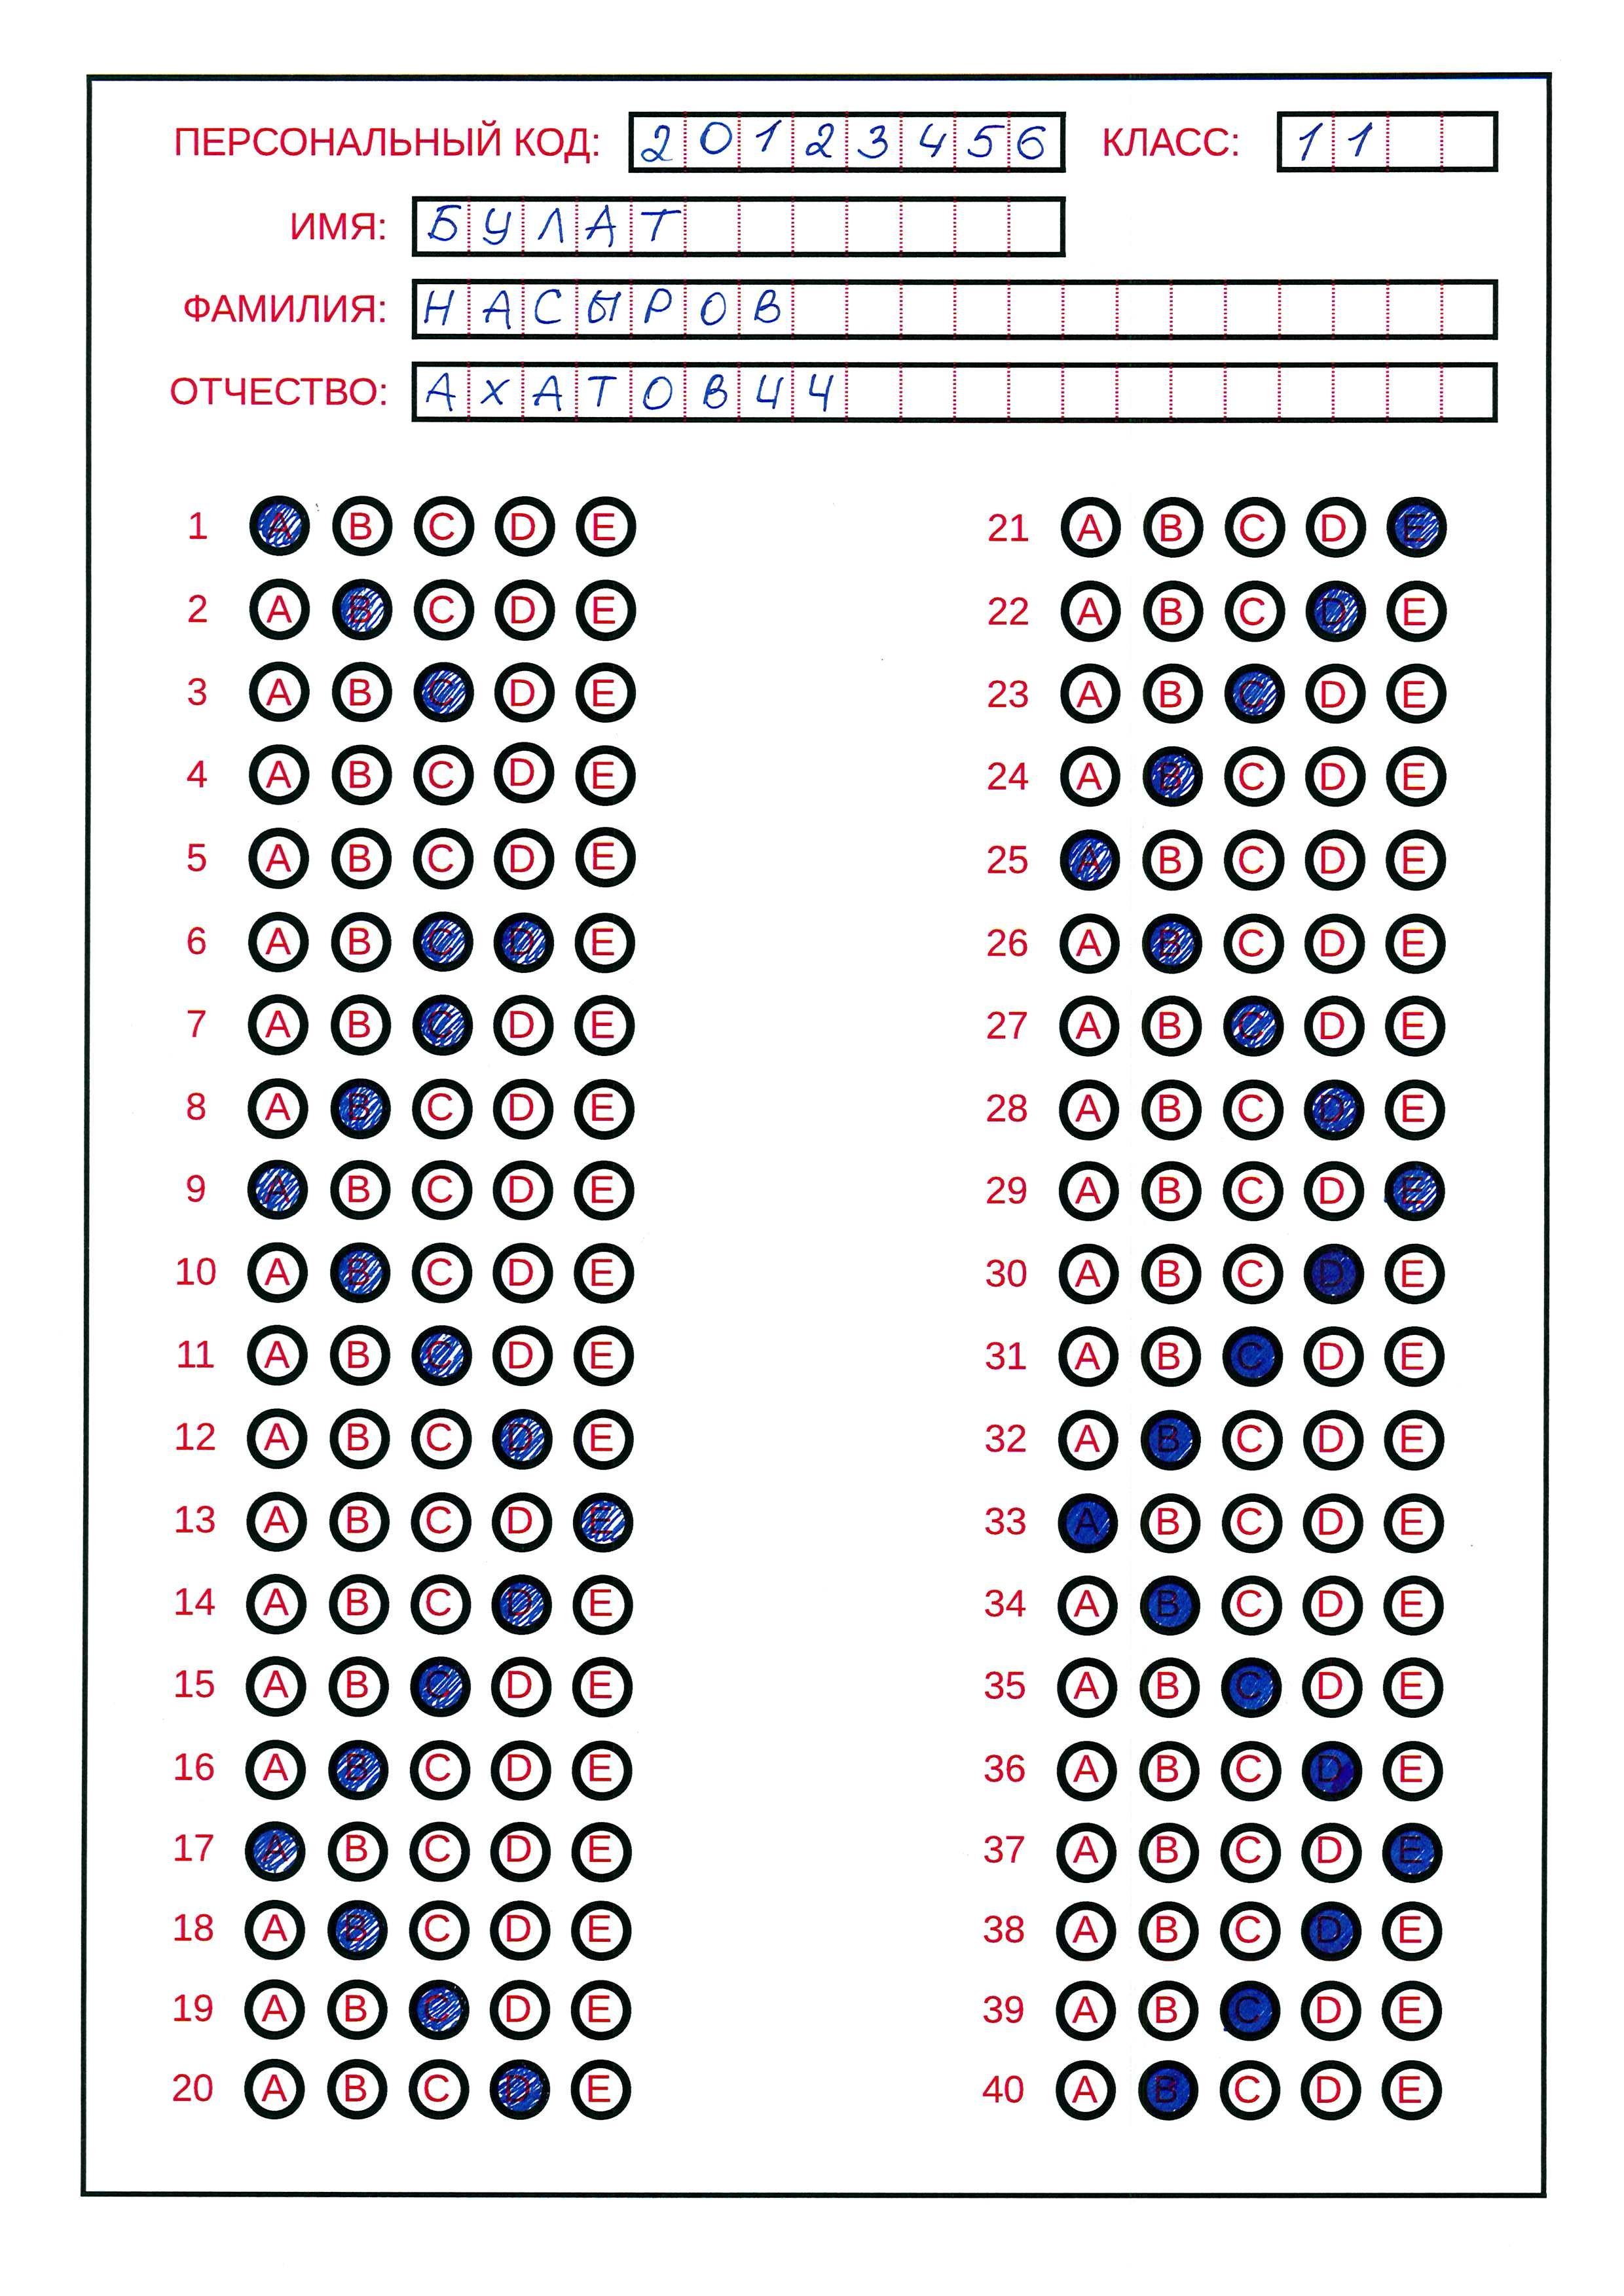 ПЕРСОНАЛЬНЫЙ КОД: 20123456 КЛАСС: 11
ИМЯ: БУЛАТ
ФАМИЛИЯ: НАСЫРОВ
ОТЧЕСТВО: АХАТОВИЧ
1 A B C D E 21 A B C D E
2 A B C D E 22 A B C D E
3 A B C D E 23 A B C D E
4 A B C D E 24 A B C D E
5 A B C D E 25 A B C D E
6 A B C D E 26 A B C D E
7 A B C D E 27 A B C D E
8 A B C D E 28 A B C D E
9 A B C D E 29 A B C D E
10 A B C D E 30 A B C D E
11 A B C D E 31 A B C D E
12 A B C D E 32 A B C D E
13 A B C D E 33 A B C D E
14 A B C D E 34 A B C D E
15 A B C D E 35 A B C D E
16 A B C D E 36 A B C D E
17 A B C D E 37 A B C D E
18 A B C D E 38 A B C D E
19 A B C D E 39 A B C D E
20 A B C D E 40 A B C D E